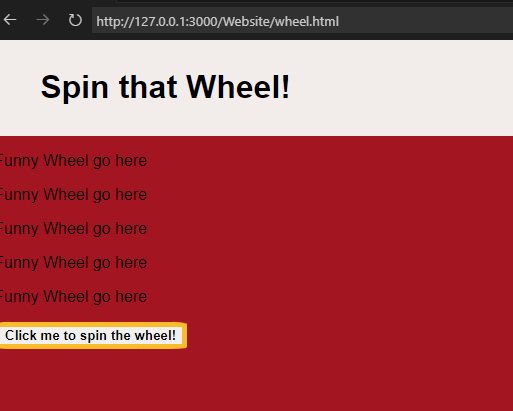 http://127.0.0.1:3000/Website/wheel.html
Spin that Wheel!
Funny Wheel go here
Funny Wheel go here
Funny Wheel go here
Funny Wheel go here
Funny Wheel go here
Click me to spin the wheel!